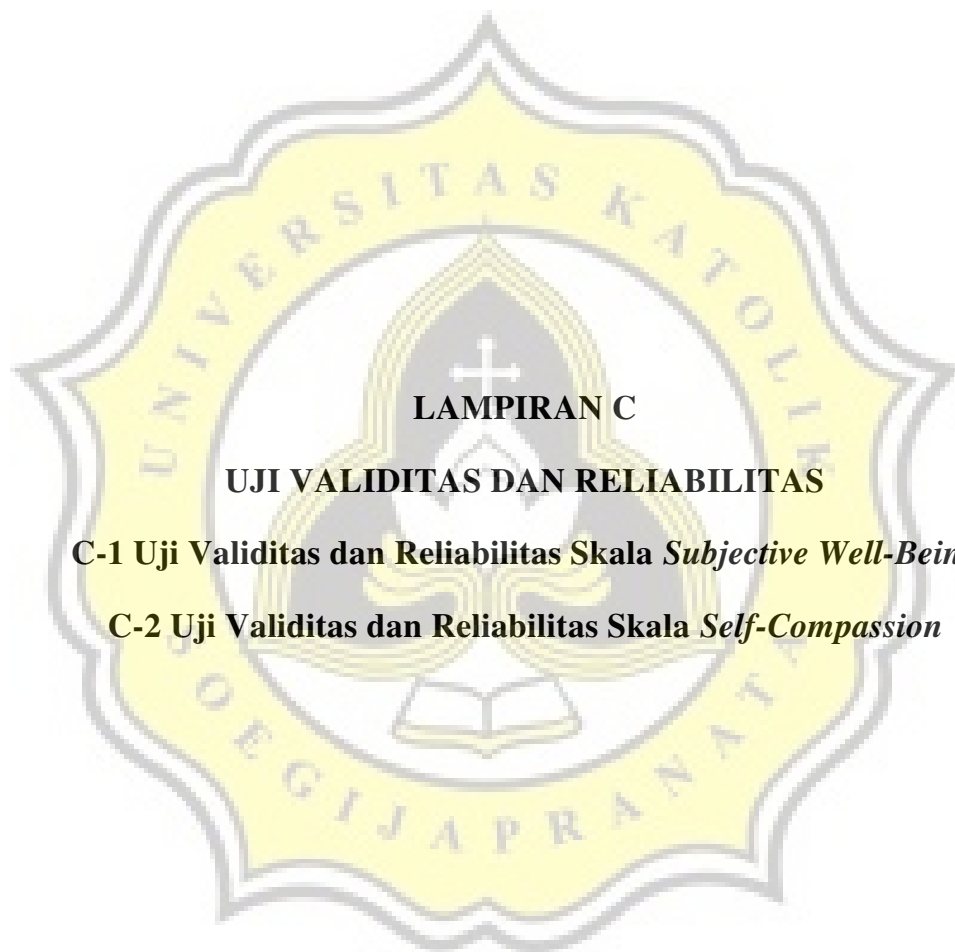 UNIVERSITAS KATOLIK
LAMPIRAN C
UJI VALIDITAS DAN RELIABILITAS
C-1 Uji Validitas dan Reliabilitas Skala Subjective Well-Bein
C-2 Uji Validitas dan Reliabilitas Skala Self-Compassion
SOEGIJAPRANATA